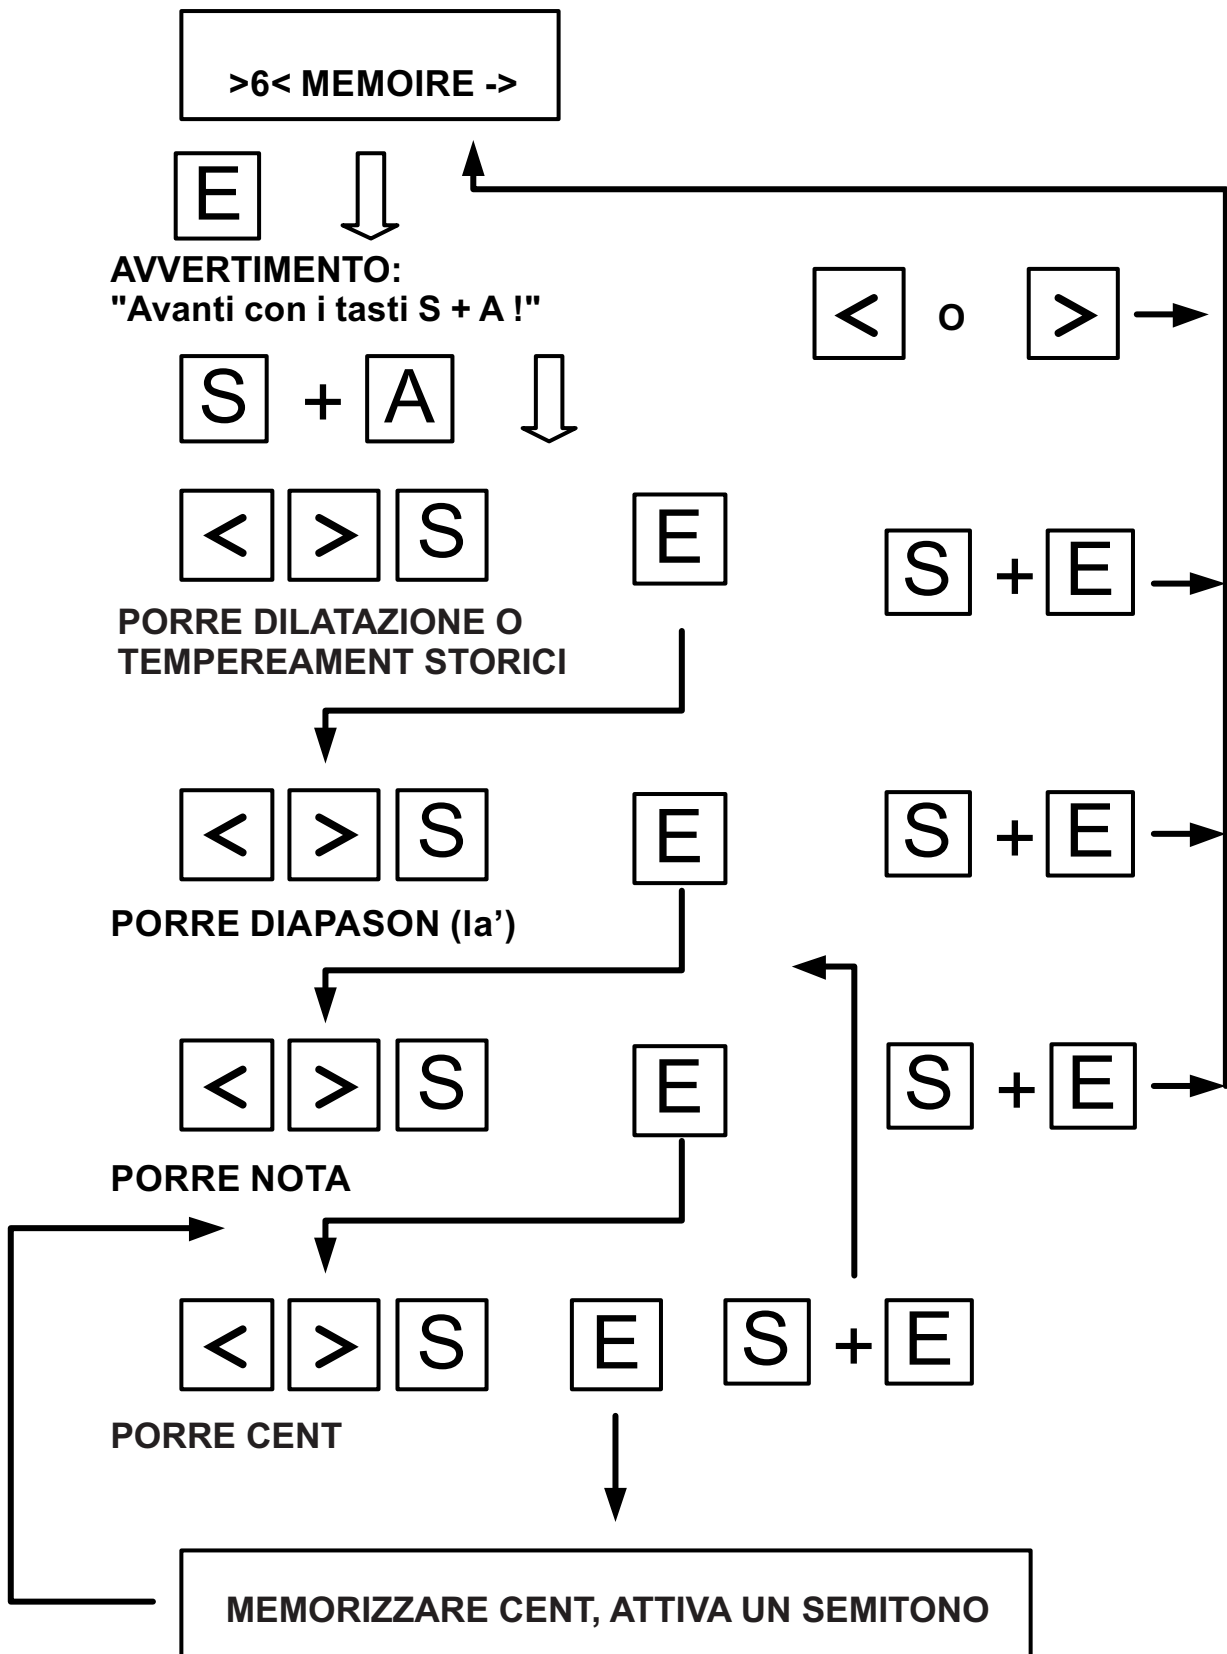 >6< MEMOIRE ->
E
AVVERTIMENTO:
"Avanti con i tasti S + A !"
< o >
S + A
< > S E S + E
PORRE DILATAZIONE O
TEMPEREAMENT STORICI
< > S E S + E
PORRE DIAPASON (la’)
< > S E S + E
PORRE NOTA
< > S E S + E
PORRE CENT
MEMORIZZARE CENT, ATTIVA UN SEMITONO